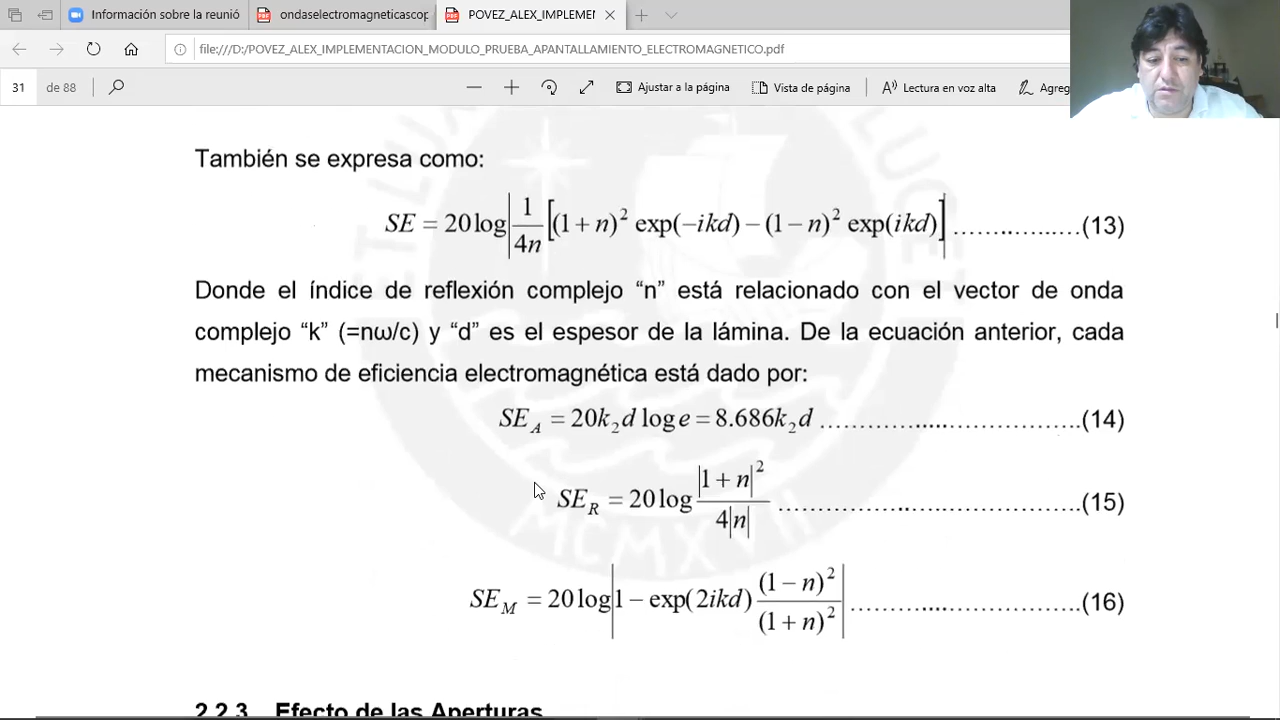 Información sobre la reunió
ondaselectromagneticascop
POVEZ_ALEX_IMPLEMEN
file:///D:/POVEZ_ALEX_IMPLEMENTACION_MODULO_PRUEBA_APANTALLAMIENTO_ELECTROMAGNETICO.pdf
31 de 88 Ajustar a la página Vista de página Lectura en voz alta Agreg
También se expresa como:
SE = 20 log|1/4n [(1 + n)² exp(−ikd) − (1 − n)² exp(ikd)]| ..................(13)
Donde el índice de reflexión complejo “n” está relacionado con el vector de onda
complejo “k” (=nω/c) y “d” es el espesor de la lámina. De la ecuación anterior, cada
mecanismo de eficiencia electromagnética está dado por:
SE_A = 20k₂d log e = 8.686k₂d ..................(14)
SE_R = 20 log |1 + n|² / 4|n| ..................(15)
SE_M = 20 log|1 − exp(2ikd) (1 − n)² / (1 + n)²| ..................(16)
2.2.3 Efecto de las Aperturas
MCMXVII